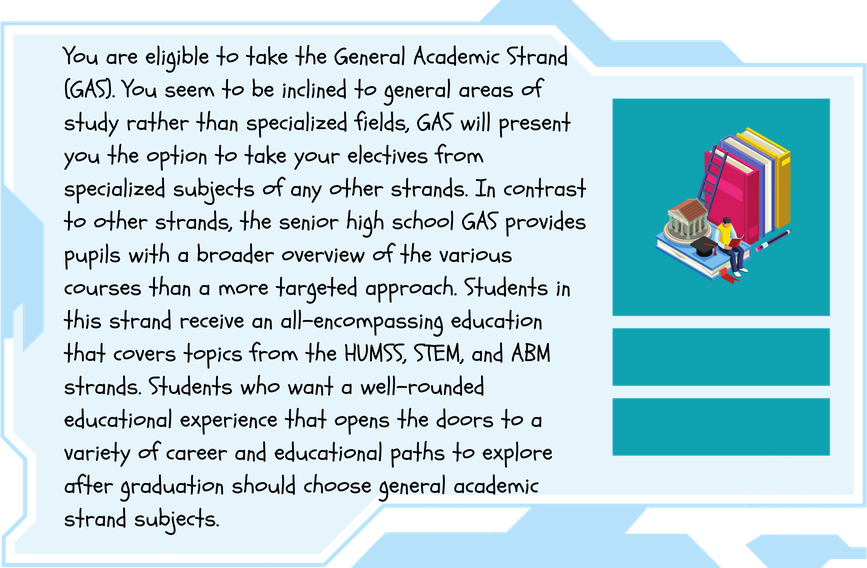 You are eligible to take the General Academic Strand
(GAS). You seem to be inclined to general areas of
study rather than specialized fields, GAS will present
you the option to take your electives from
specialized subjects of any other strands. In contrast
to other strands, the senior high school GAS provides
pupils with a broader overview of the various
courses than a more targeted approach. Students in
this strand receive an all-encompassing education
that covers topics from the HUMSS, STEM, and ABM
strands. Students who want a well-rounded
educational experience that opens the doors to a
variety of career and educational paths to explore
after graduation should choose general academic
strand subjects.